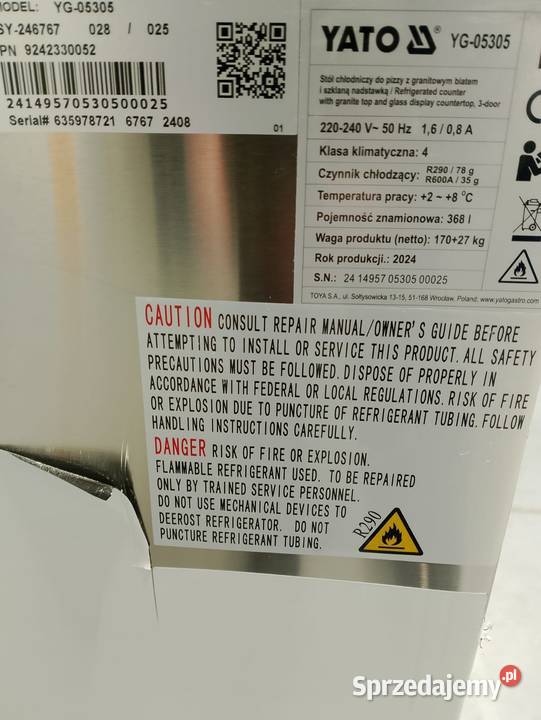 MODEL: YG-05305
SY-246767 028 / 025
PN 9242330052
24149570530500025
Serial# 635978721 6767 2408
01
YATO YG-05305
Stół chłodniczy do pizzy z granitowym blatem
i szklaną nadstawką / Refrigerated counter
with granite top and glass display countertop, 3-door
220-240 V~ 50 Hz 1,6 / 0,8 A
Klasa klimatyczna: 4
Czynnik chłodzący: R290 / 78 g
R600A / 35 g
Temperatura pracy: +2 ~ +8 °C
Pojemność znamionowa: 368 l
Waga produktu (netto): 170+27 kg
Rok produkcji: 2024
S.N.: 24 14957 05305 00025
TOYA S.A., ul. Sołtysowicka 13-15, 51-168 Wrocław, Poland; www.yatogastro.com
CAUTION CONSULT REPAIR MANUAL/OWNER'S GUIDE BEFORE
ATTEMPTING TO INSTALL OR SERVICE THIS PRODUCT. ALL SAFETY
PRECAUTIONS MUST BE FOLLOWED. DISPOSE OF PROPERLY IN
ACCORDANCE WITH FEDERAL OR LOCAL REGULATIONS. RISK OF FIRE
OR EXPLOSION DUE TO PUNCTURE OF REFRIGERANT TUBING. FOLLOW
HANDLING INSTRUCTIONS CAREFULLY.
DANGER RISK OF FIRE OR EXPLOSION.
FLAMMABLE REFRIGERANT USED. TO BE REPAIRED
ONLY BY TRAINED SERVICE PERSONNEL.
DO NOT USE MECHANICAL DEVICES TO
DEEROST REFRIGERATOR. DO NOT
PUNCTURE REFRIGERANT TUBING.
R290
Sprzedajemy.pl